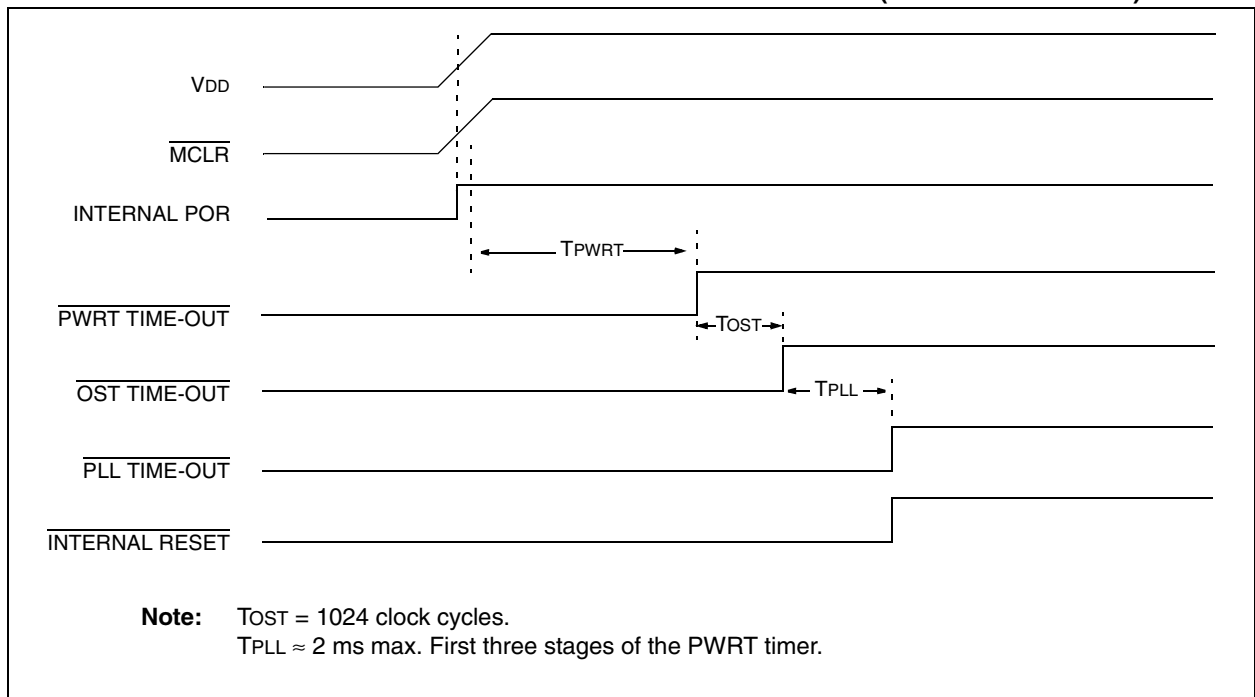 VDD
MCLR
INTERNAL POR
TPWRT
PWRT TIME-OUT
TOST
OST TIME-OUT
TPLL
PLL TIME-OUT
INTERNAL RESET
Note: TOST = 1024 clock cycles.
TPLL ≈ 2 ms max. First three stages of the PWRT timer.